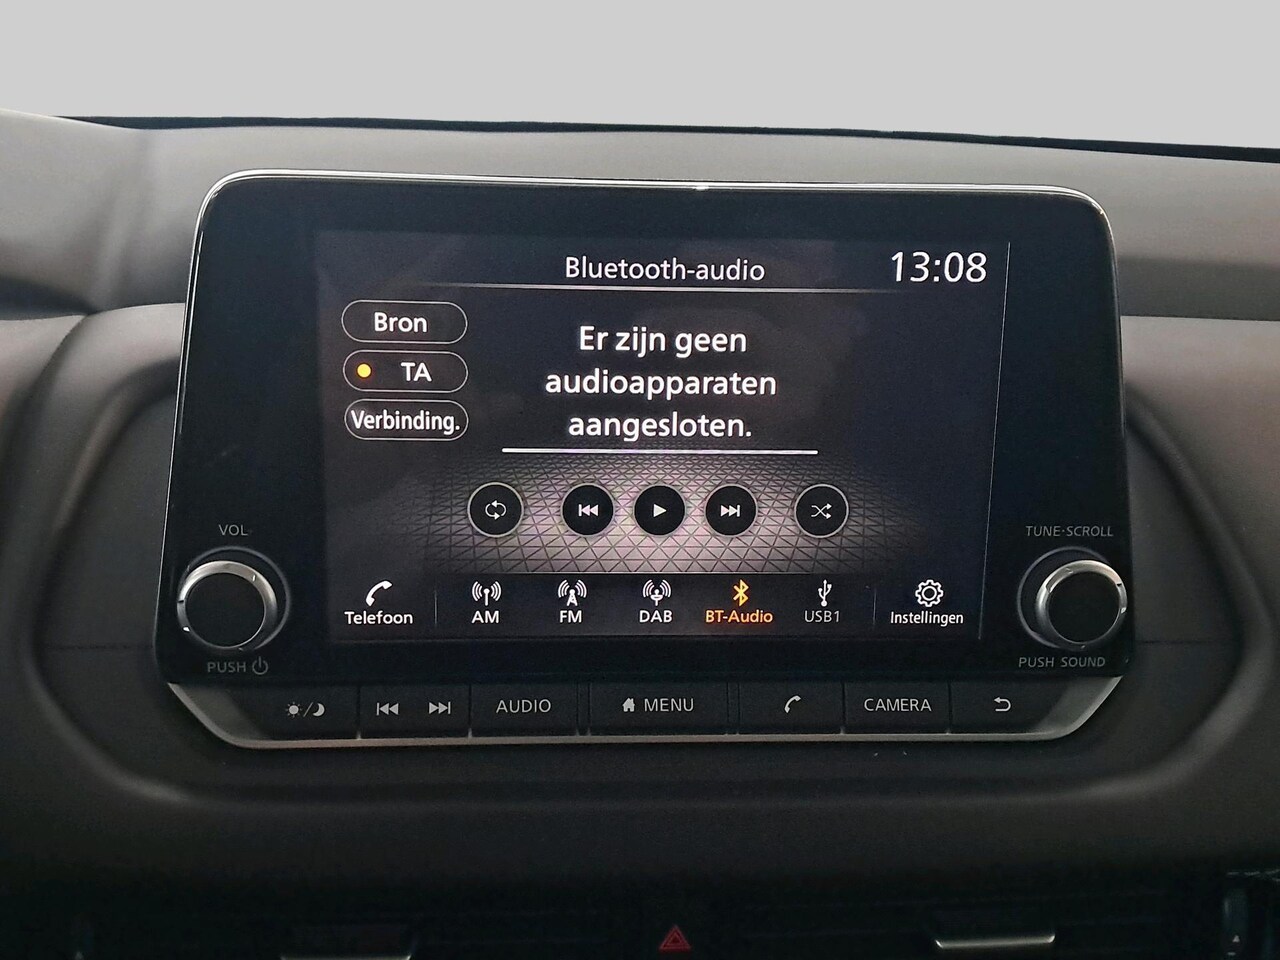 Bluetooth-audio
13:08
Bron
TA
Verbinding.
Er zijn geen
audioapparaten
aangesloten.
VOL
TUNE·SCROLL
Telefoon
AM
FM
DAB
BT-Audio
USB1
Instellingen
PUSH
PUSH SOUND
AUDIO
MENU
CAMERA